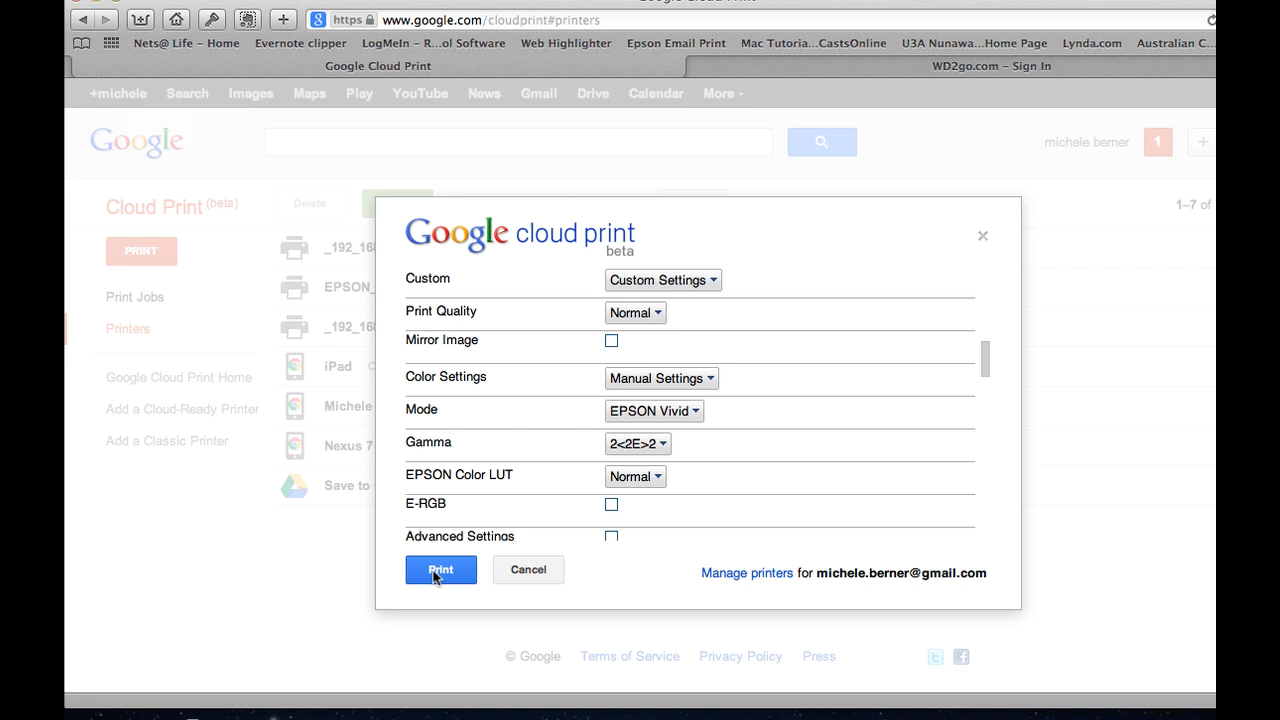 Google Cloud Print
https www.google.com/cloudprint#printers
Nets@ Life – Home Evernote clipper LogMeIn – R...ol Software Web Highlighter Epson Email Print Mac Tutoria...CastsOnline U3A Nunawa...Home Page Lynda.com Australian C...
Google Cloud Print WD2go.com – Sign In
+michele Search Images Maps Play YouTube News Gmail Drive Calendar More
Google michele berner 1 +
Cloud Print (beta) Delete 1–7 of
PRINT
Print Jobs
Printers
Google Cloud Print Home
Add a Cloud-Ready Printer
Add a Classic Printer
_192_168
EPSON_
_192_168
iPad
Michele
Nexus 7
Save to
Google cloud print
beta
×
Custom Custom Settings
Print Quality Normal
Mirror Image
Color Settings Manual Settings
Mode EPSON Vivid
Gamma 2<2E>2
EPSON Color LUT Normal
E-RGB
Advanced Settings
Print Cancel Manage printers for michele.berner@gmail.com
© Google Terms of Service Privacy Policy Press